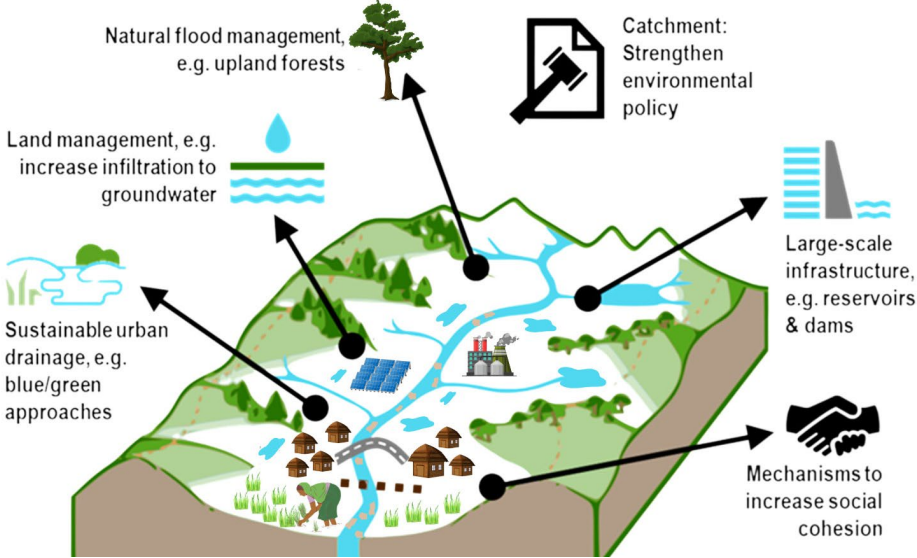 Natural flood management,
e.g. upland forests
Catchment:
Strengthen
environmental
policy
Land management, e.g.
increase infiltration to
groundwater
Large-scale
infrastructure,
e.g. reservoirs
& dams
Sustainable urban
drainage, e.g.
blue/green
approaches
Mechanisms to
increase social
cohesion